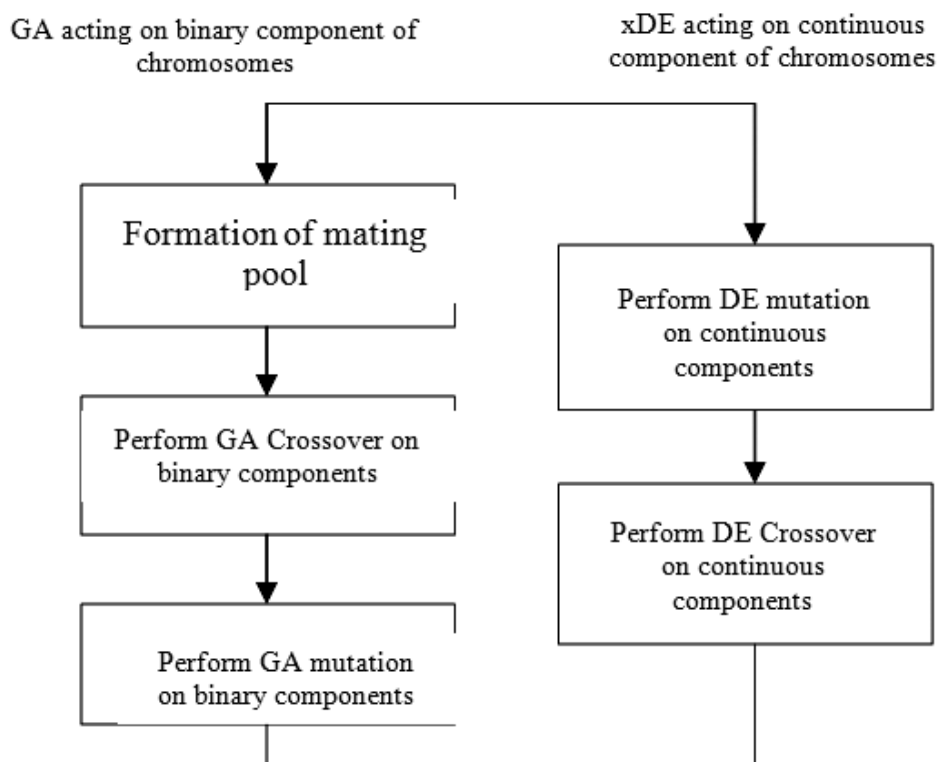 GA acting on binary component of
chromosomes
xDE acting on continuous
component of chromosomes
Formation of mating
pool
Perform GA Crossover on
binary components
Perform GA mutation
on binary components
Perform DE mutation
on continuous
components
Perform DE Crossover
on continuous
components